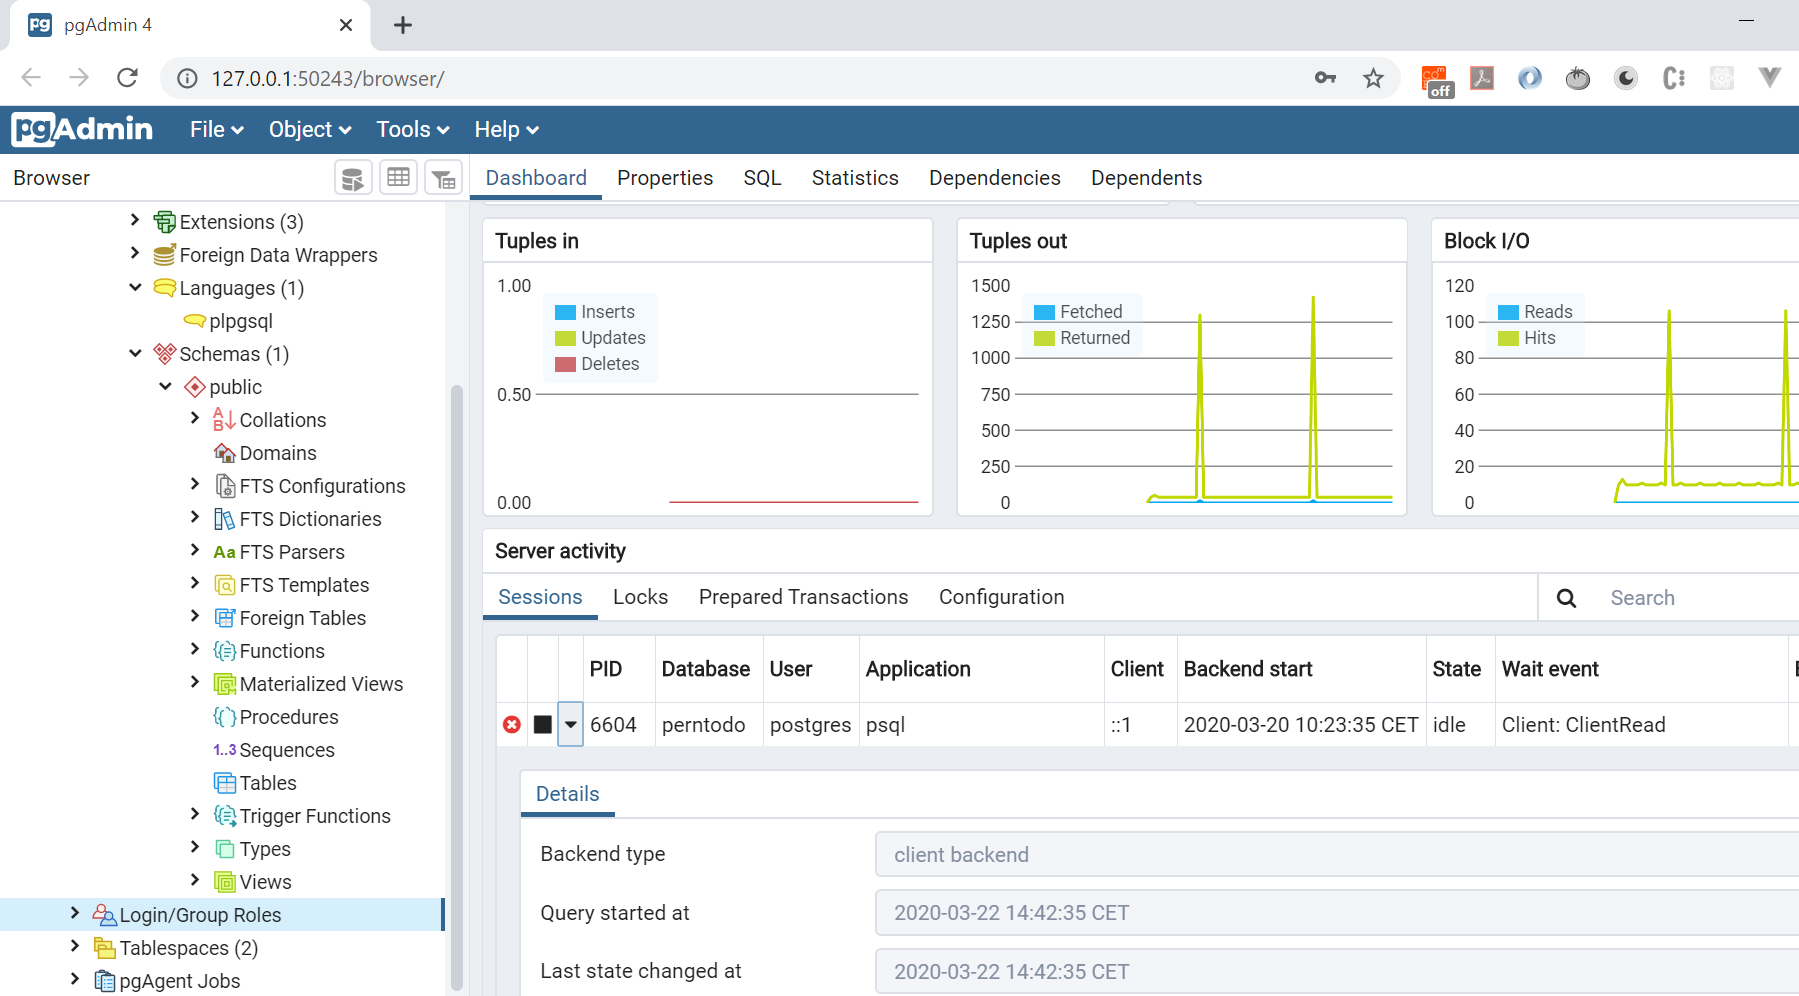 pgAdmin 4
127.0.0.1:50243/browser/
off
pgAdmin File Object Tools Help
Browser
Dashboard Properties SQL Statistics Dependencies Dependents
Extensions (3)
Foreign Data Wrappers
Languages (1)
plpgsql
Schemas (1)
public
Collations
Domains
FTS Configurations
FTS Dictionaries
Aa FTS Parsers
FTS Templates
Foreign Tables
Functions
Materialized Views
Procedures
1..3 Sequences
Tables
Trigger Functions
Types
Views
Login/Group Roles
Tablespaces (2)
pgAgent Jobs
Tuples in
1.00
Inserts
Updates
Deletes
0.50
0.00
Tuples out
1500
Fetched
1250
Returned
1000
750
500
250
0
Block I/O
120
Reads
100
Hits
80
60
40
20
0
Server activity
Sessions Locks Prepared Transactions Configuration Search
PID Database User Application Client Backend start State Wait event
6604 perntodo postgres psql ::1 2020-03-20 10:23:35 CET idle Client: ClientRead
Details
Backend type client backend
Query started at 2020-03-22 14:42:35 CET
Last state changed at 2020-03-22 14:42:35 CET